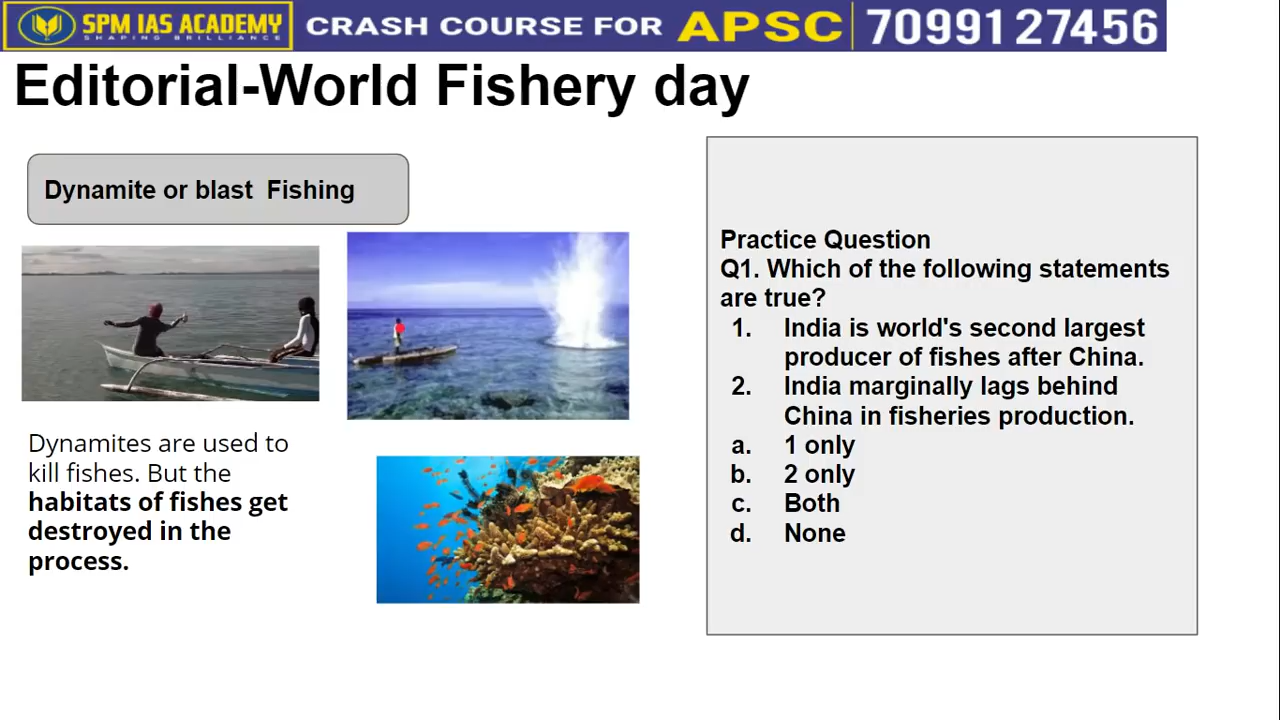 SPM IAS ACADEMY
SHAPING BRILLIANCE
CRASH COURSE FOR APSC 70991 27456
Editorial-World Fishery day
Dynamite or blast Fishing
Dynamites are used to
kill fishes. But the
habitats of fishes get
destroyed in the
process.
Practice Question
Q1. Which of the following statements
are true?
1. India is world's second largest
producer of fishes after China.
2. India marginally lags behind
China in fisheries production.
a. 1 only
b. 2 only
c. Both
d. None